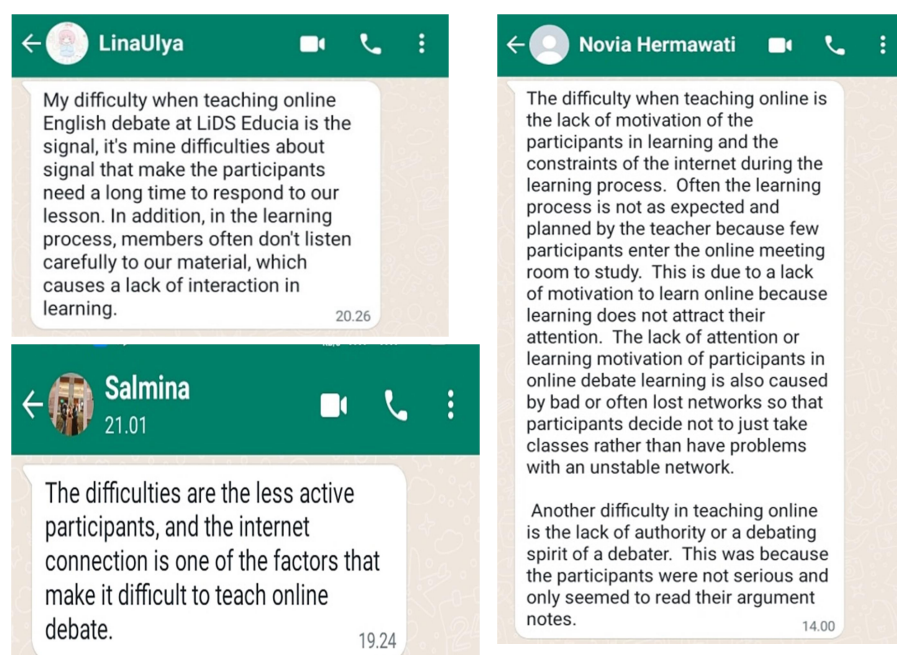 LinaUlya
My difficulty when teaching online
English debate at LiDS Educia is the
signal, it's mine difficulties about
signal that make the participants
need a long time to respond to our
lesson. In addition, in the learning
process, members often don't listen
carefully to our material, which
causes a lack of interaction in
learning.
20.26
Salmina
21.01
The difficulties are the less active
participants, and the internet
connection is one of the factors that
make it difficult to teach online
debate.
19.24
Novia Hermawati
The difficulty when teaching online is
the lack of motivation of the
participants in learning and the
constraints of the internet during the
learning process. Often the learning
process is not as expected and
planned by the teacher because few
participants enter the online meeting
room to study. This is due to a lack
of motivation to learn online because
learning does not attract their
attention. The lack of attention or
learning motivation of participants in
online debate learning is also caused
by bad or often lost networks so that
participants decide not to just take
classes rather than have problems
with an unstable network.
Another difficulty in teaching online
is the lack of authority or a debating
spirit of a debater. This was because
the participants were not serious and
only seemed to read their argument
notes.
14.00